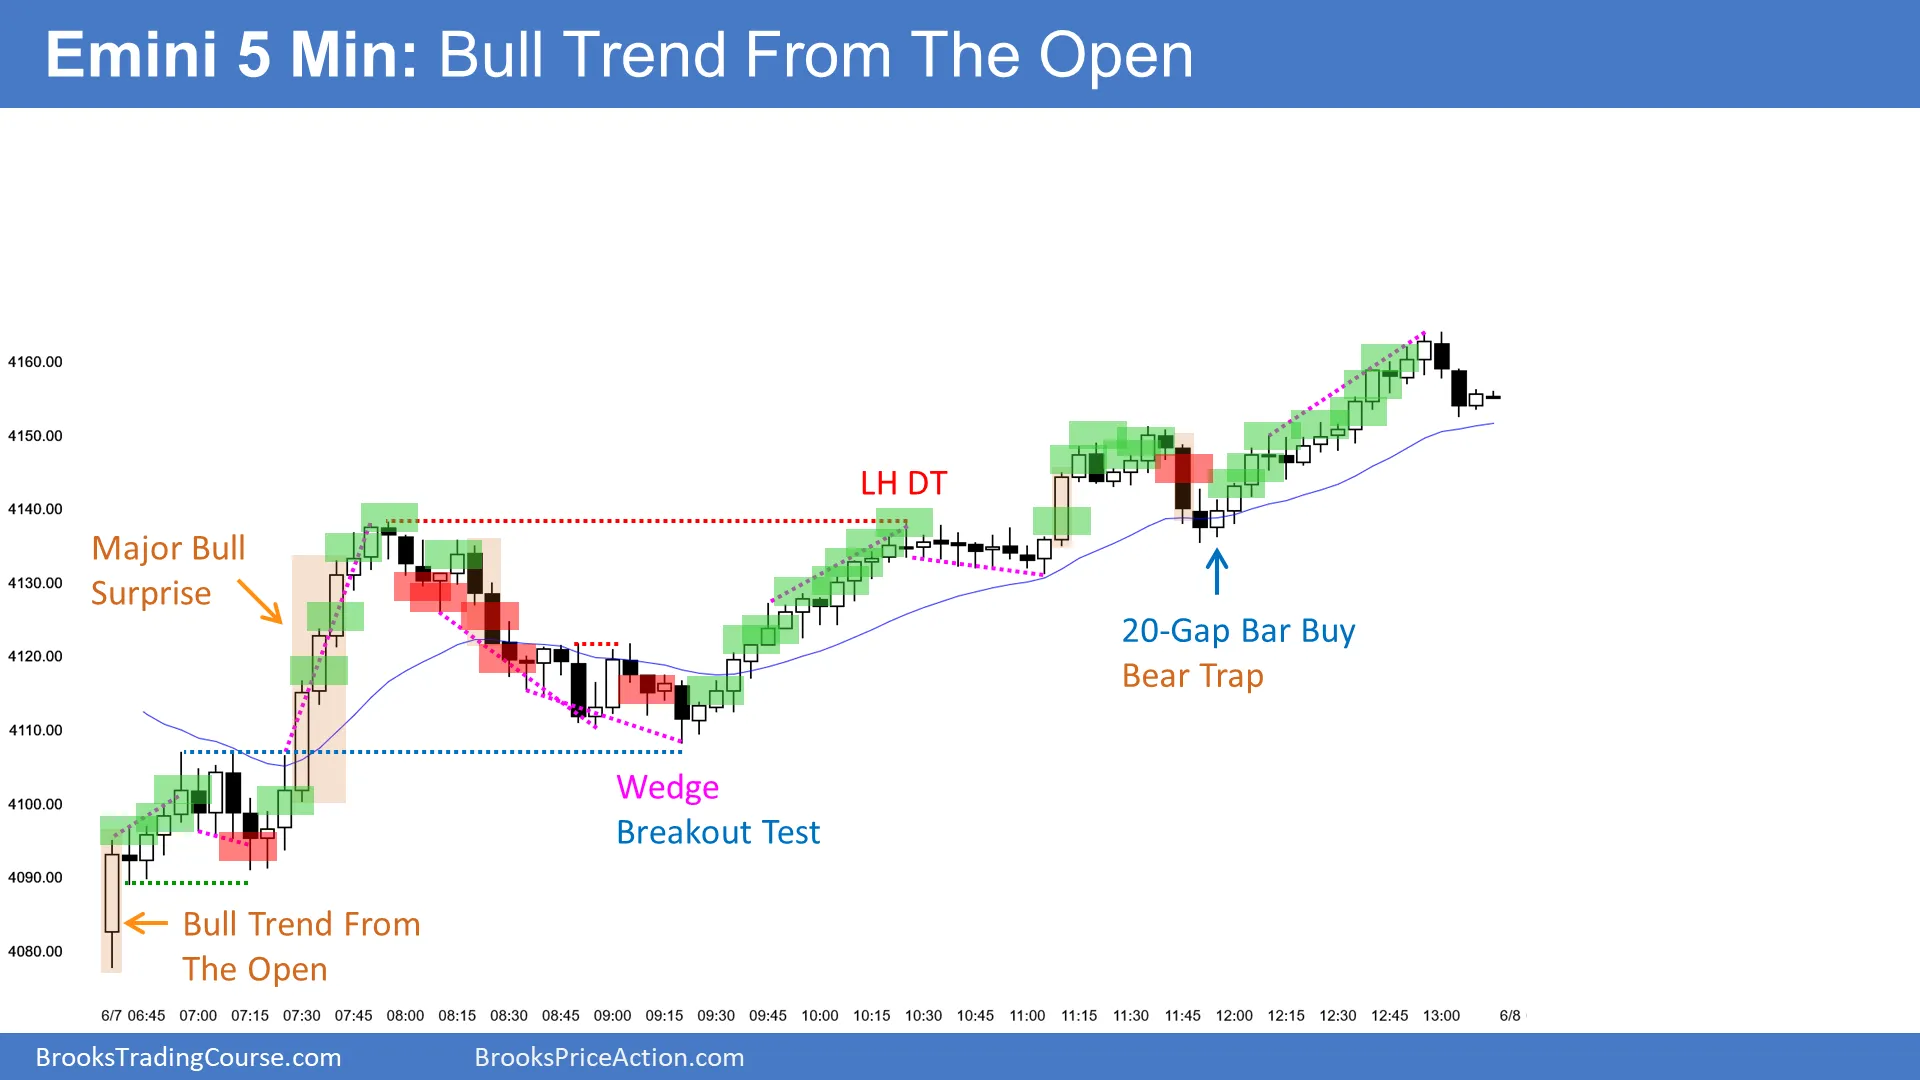 Emini 5 Min: Bull Trend From The Open
4160.00
4150.00
LH DT
4140.00
Major Bull
Surprise
4130.00
20-Gap Bar Buy
Bear Trap
4120.00
4110.00
Wedge
Breakout Test
4100.00
4090.00
Bull Trend From
The Open
4080.00
6/7 06:45 07:00 07:15 07:30 07:45 08:00 08:15 08:30 08:45 09:00 09:15 09:30 09:45 10:00 10:15 10:30 10:45 11:00 11:15 11:30 11:45 12:00 12:15 12:30 12:45 13:00 6/8
BrooksTradingCourse.com BrooksPriceAction.com